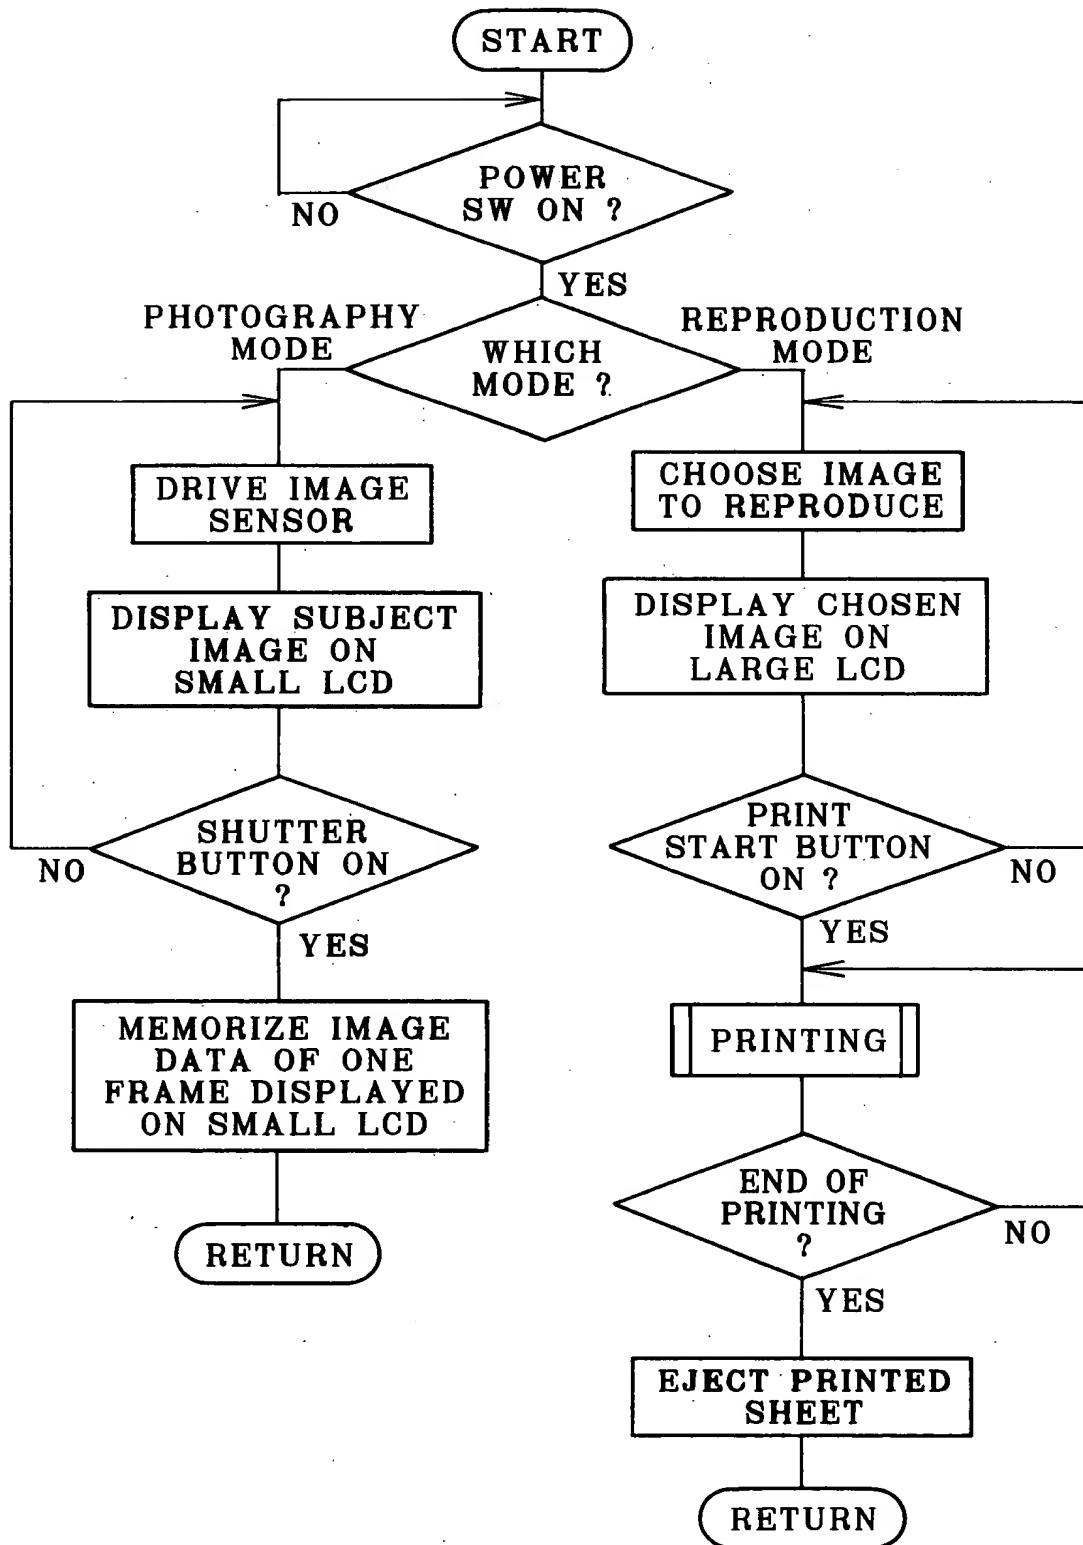 START
POWER
SW ON ?
NO
YES
PHOTOGRAPHY
MODE
WHICH
MODE ?
REPRODUCTION
MODE
DRIVE IMAGE
SENSOR
DISPLAY SUBJECT
IMAGE ON
SMALL LCD
SHUTTER
BUTTON ON
?
NO
YES
MEMORIZE IMAGE
DATA OF ONE
FRAME DISPLAYED
ON SMALL LCD
RETURN
CHOOSE IMAGE
TO REPRODUCE
DISPLAY CHOSEN
IMAGE ON
LARGE LCD
PRINT
START BUTTON
ON ?
NO
YES
PRINTING
END OF
PRINTING
?
NO
YES
EJECT PRINTED
SHEET
RETURN